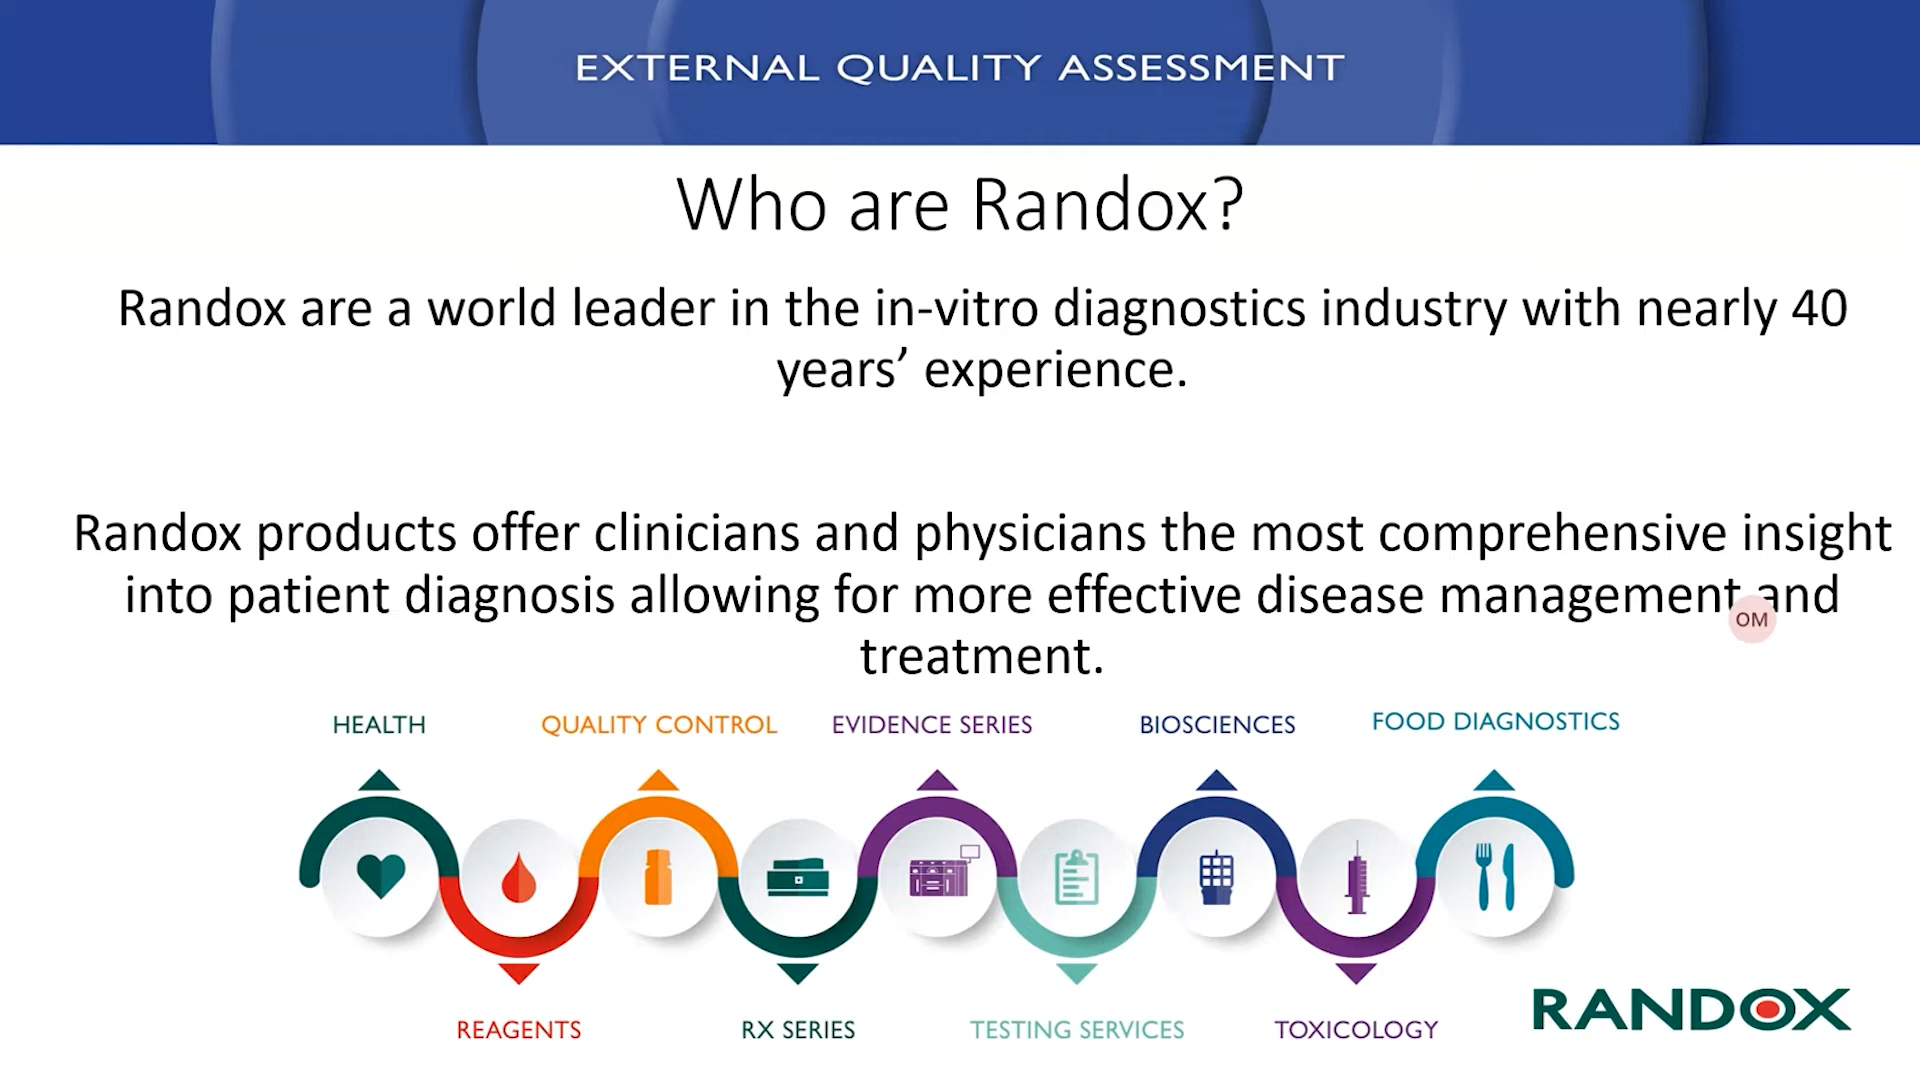 EXTERNAL QUALITY ASSESSMENT
Who are Randox?
Randox are a world leader in the in-vitro diagnostics industry with nearly 40
years’ experience.
Randox products offer clinicians and physicians the most comprehensive insight
into patient diagnosis allowing for more effective disease management and
OM
treatment.
HEALTH
QUALITY CONTROL
EVIDENCE SERIES
BIOSCIENCES
FOOD DIAGNOSTICS
REAGENTS
RX SERIES
TESTING SERVICES
TOXICOLOGY
RANDOX